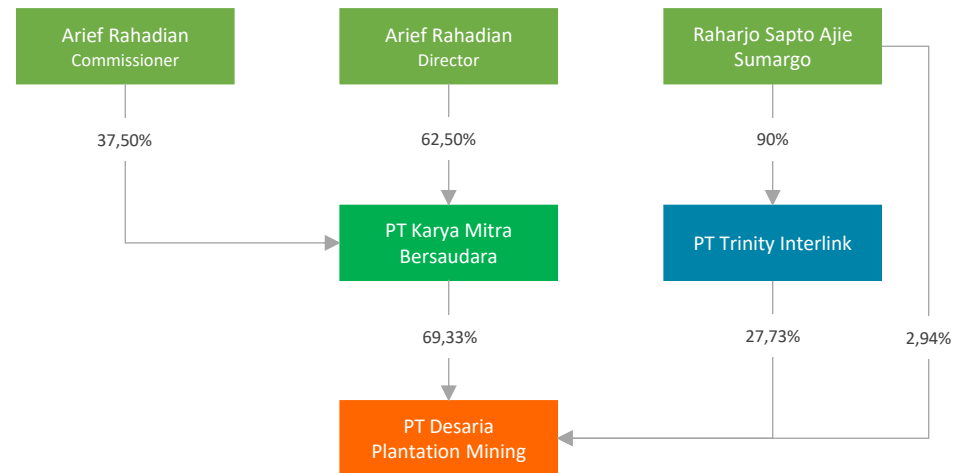 Arief Rahadian
Commissioner
Arief Rahadian
Director
Raharjo Sapto Ajie
Sumargo
37,50%
62,50%
90%
PT Karya Mitra
Bersaudara
PT Trinity Interlink
69,33%
27,73%
2,94%
PT Desaria
Plantation Mining